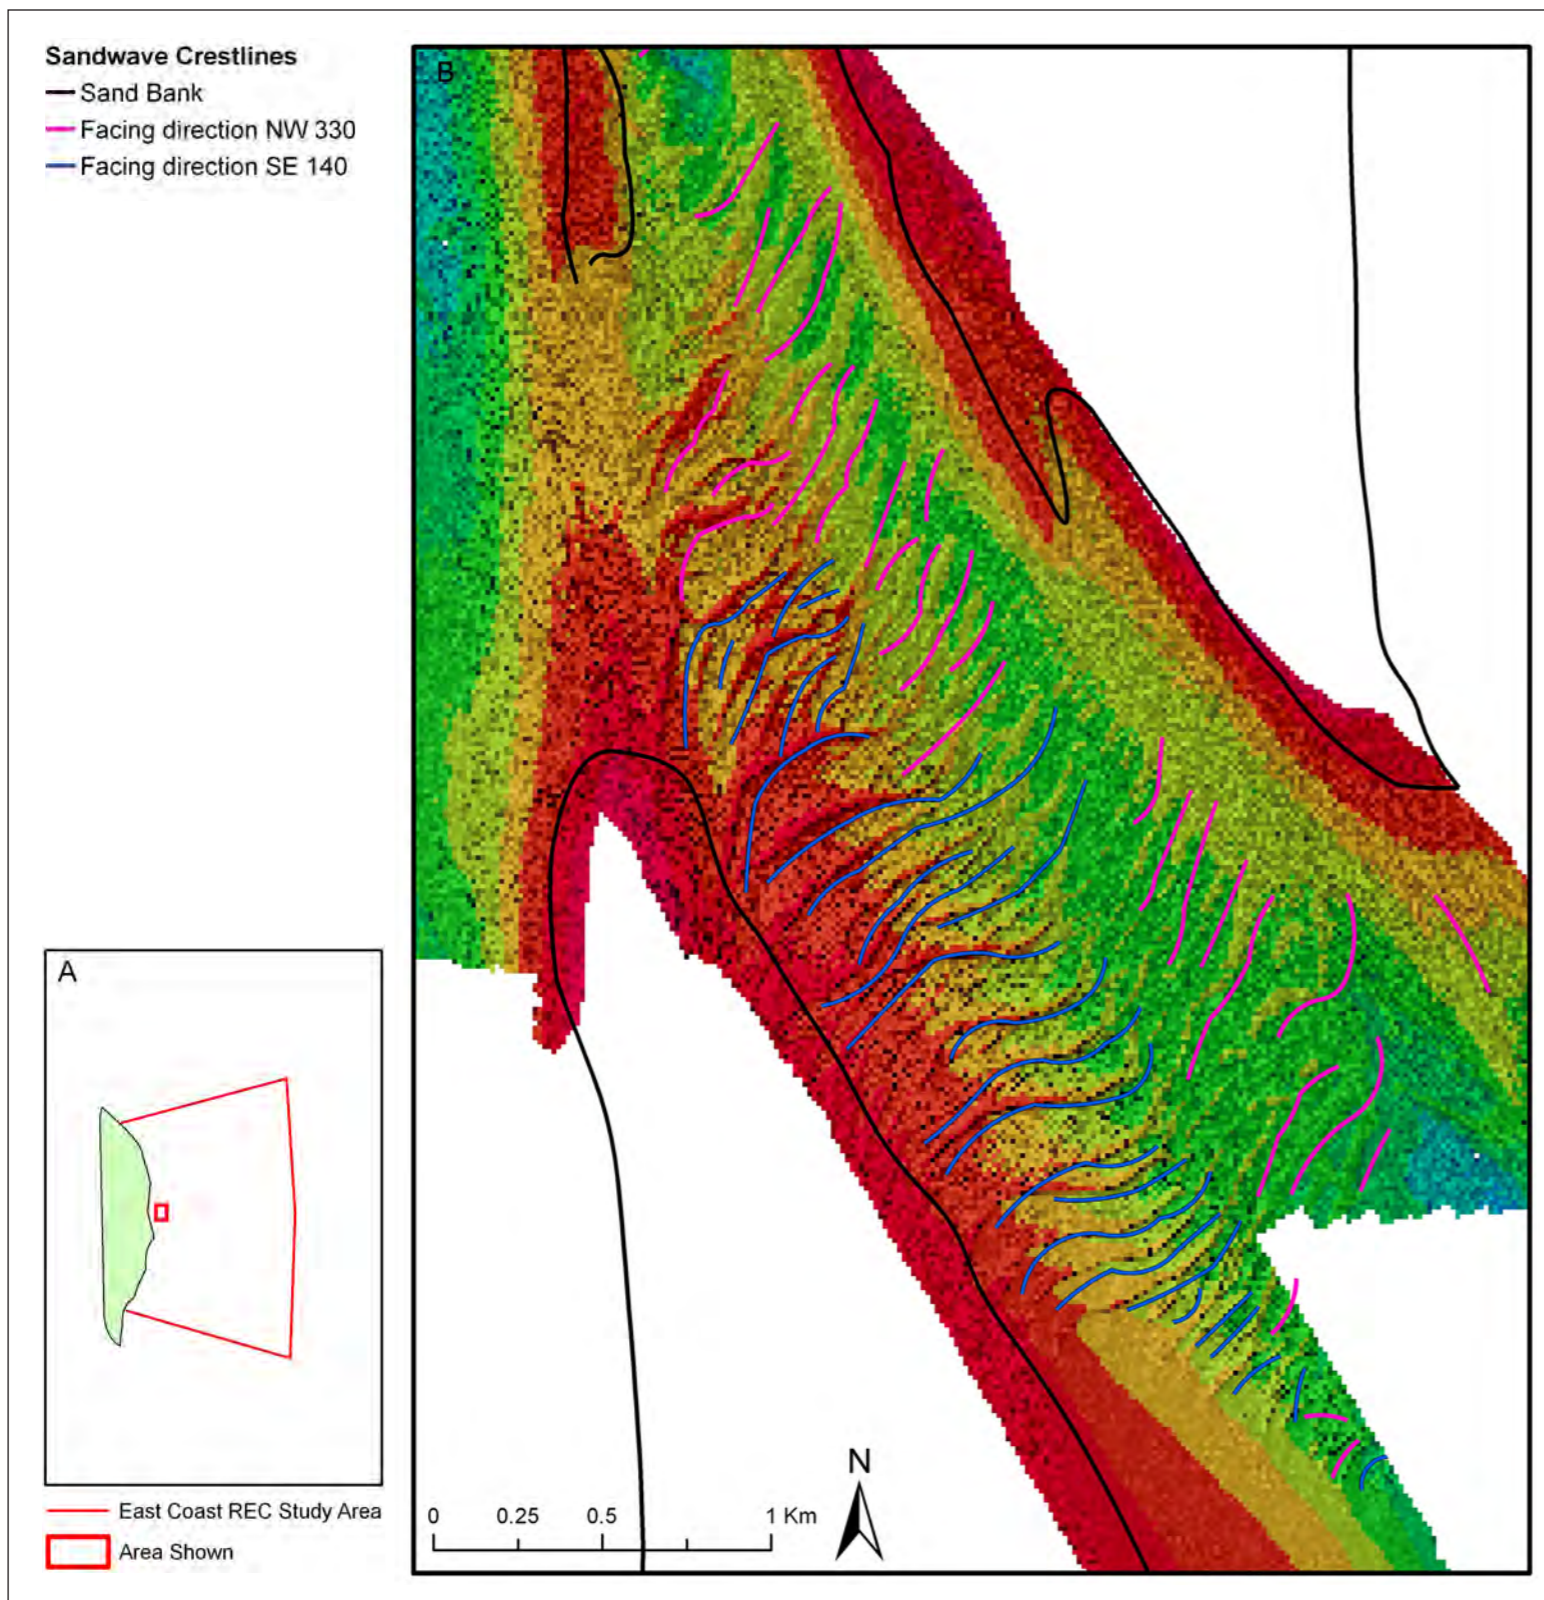 Sandwave Crestlines
Sand Bank
Facing direction NW 330
Facing direction SE 140
B
A
East Coast REC Study Area
Area Shown
N
0 0.25 0.5 1 Km